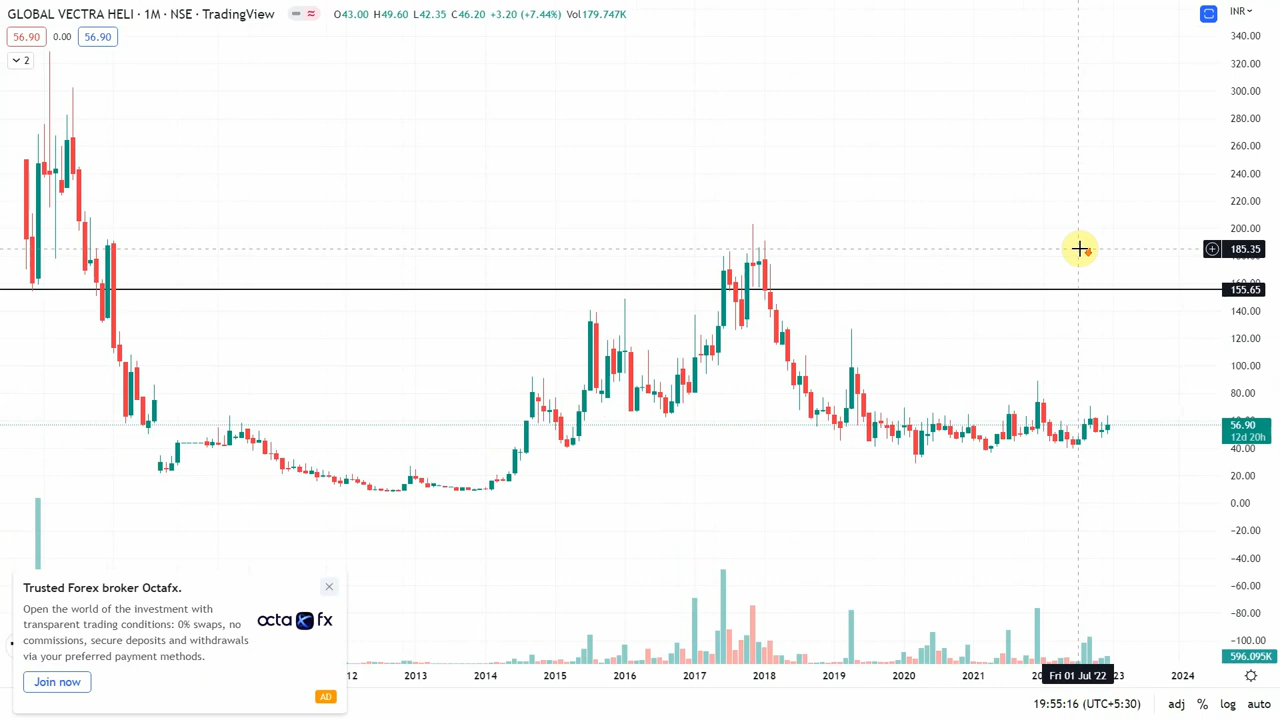 GLOBAL VECTRA HELI · 1M · NSE · TradingView O43.00 H49.60 L42.35 C46.20 +3.20 (+7.44%) Vol179.747K INR
56.90 0.00 56.90
2
340.00
320.00
300.00
280.00
260.00
240.00
220.00
200.00
185.35
155.65
140.00
120.00
100.00
80.00
56.90
12d 20h
40.00
20.00
0.00
−20.00
−40.00
−60.00
−80.00
−100.00
596.095K
Trusted Forex broker Octafx.
Open the world of the investment with
transparent trading conditions: 0% swaps, no
commissions, secure deposits and withdrawals
via your preferred payment methods.
octa fx
Join now
AD
12 2013 2014 2015 2016 2017 2018 2019 2020 2021 Fri 01 Jul '22 23 2024
19:55:16 (UTC+5:30) adj % log auto